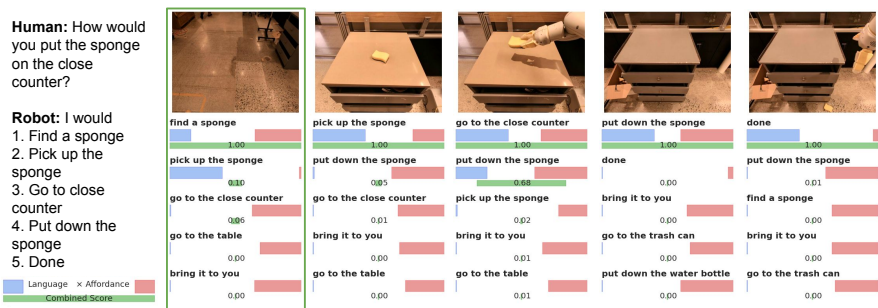 Human: How would
you put the sponge
on the close
counter?
Robot: I would
1. Find a sponge
2. Pick up the
sponge
3. Go to close
counter
4. Put down the
sponge
5. Done
Language × Affordance
Combined Score
find a sponge
1.00
pick up the sponge
0.10
go to the close counter
0.06
go to the table
0.00
bring it to you
0.00
pick up the sponge
1.00
put down the sponge
0.05
go to the close counter
0.01
bring it to you
0.00
go to the table
0.00
go to the close counter
1.00
put down the sponge
0.68
pick up the sponge
0.02
bring it to you
0.01
go to the table
0.01
put down the sponge
1.00
done
0.00
bring it to you
0.00
go to the trash can
0.00
put down the water bottle
0.00
done
1.00
put down the sponge
0.01
find a sponge
0.00
bring it to you
0.00
go to the trash can
0.00